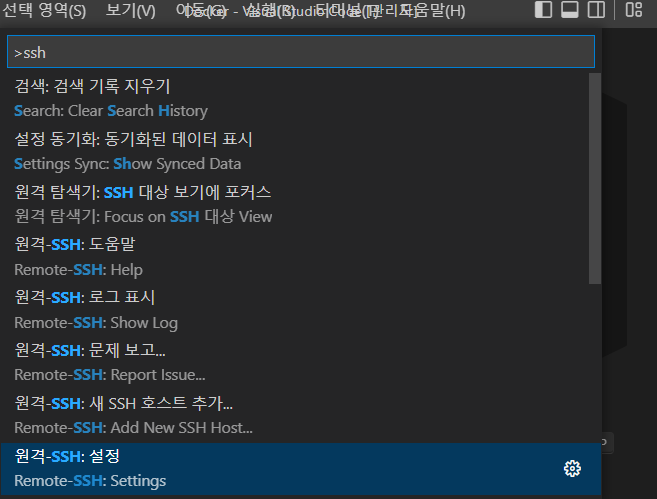 선택 영역(S) 보기(V) 이동(G) 실행(R) 터미널(T) 도움말(H)
Docker - Visual Studio Code [관리자]
>ssh
검색: 검색 기록 지우기
Search: Clear Search History
설정 동기화: 동기화된 데이터 표시
Settings Sync: Show Synced Data
원격 탐색기: SSH 대상 보기에 포커스
원격 탐색기: Focus on SSH 대상 View
원격-SSH: 도움말
Remote-SSH: Help
원격-SSH: 로그 표시
Remote-SSH: Show Log
원격-SSH: 문제 보고...
Remote-SSH: Report Issue...
원격-SSH: 새 SSH 호스트 추가...
Remote-SSH: Add New SSH Host...
원격-SSH: 설정
Remote-SSH: Settings
P